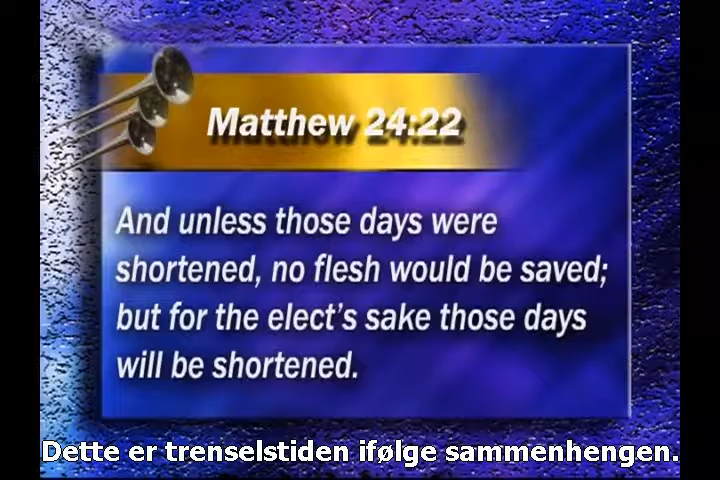 Matthew 24:22
And unless those days were
shortened, no flesh would be saved;
but for the elect's sake those days
will be shortened.
Dette er trenselstiden ifølge sammenhengen.